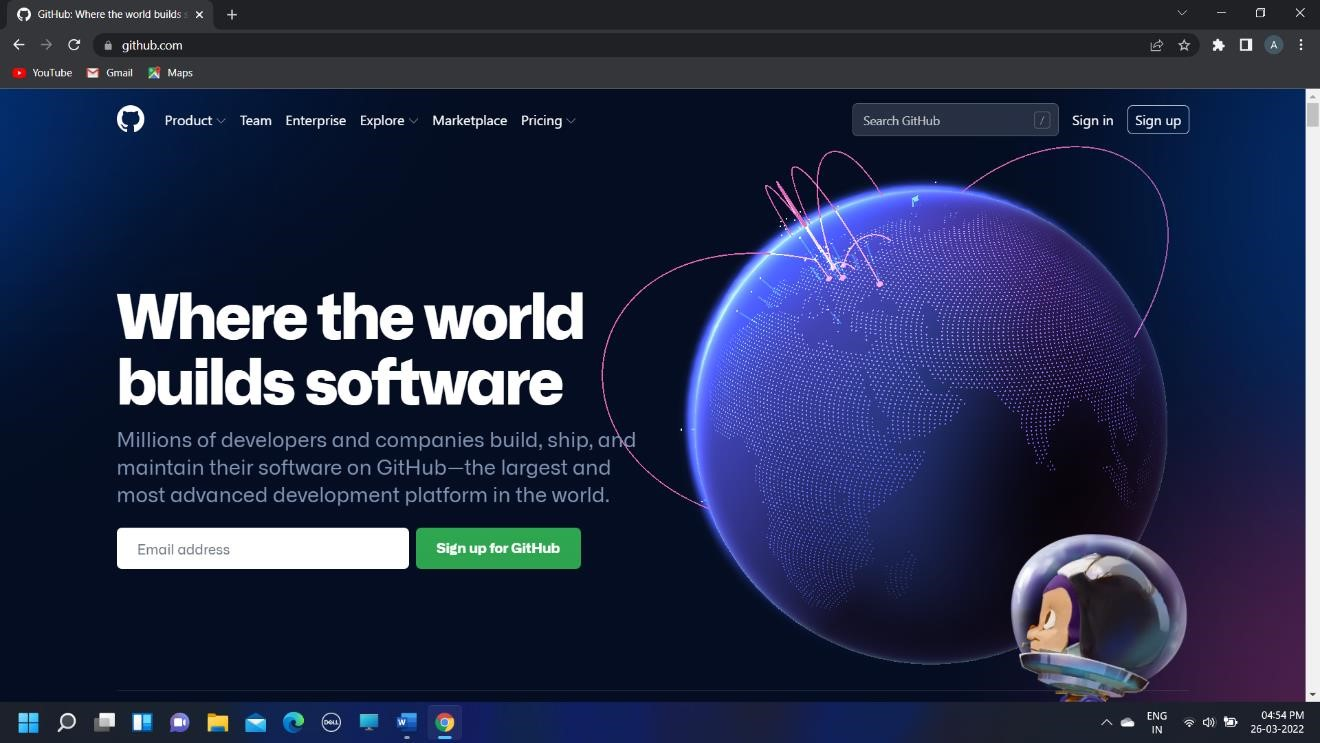 GitHub: Where the world builds s
github.com
YouTube Gmail Maps
Product Team Enterprise Explore Marketplace Pricing Search GitHub / Sign in Sign up
Where the world
builds software
Millions of developers and companies build, ship, and
maintain their software on GitHub—the largest and
most advanced development platform in the world.
Email address Sign up for GitHub
DELL
W
A
ENG
IN
04:54 PM
26-03-2022